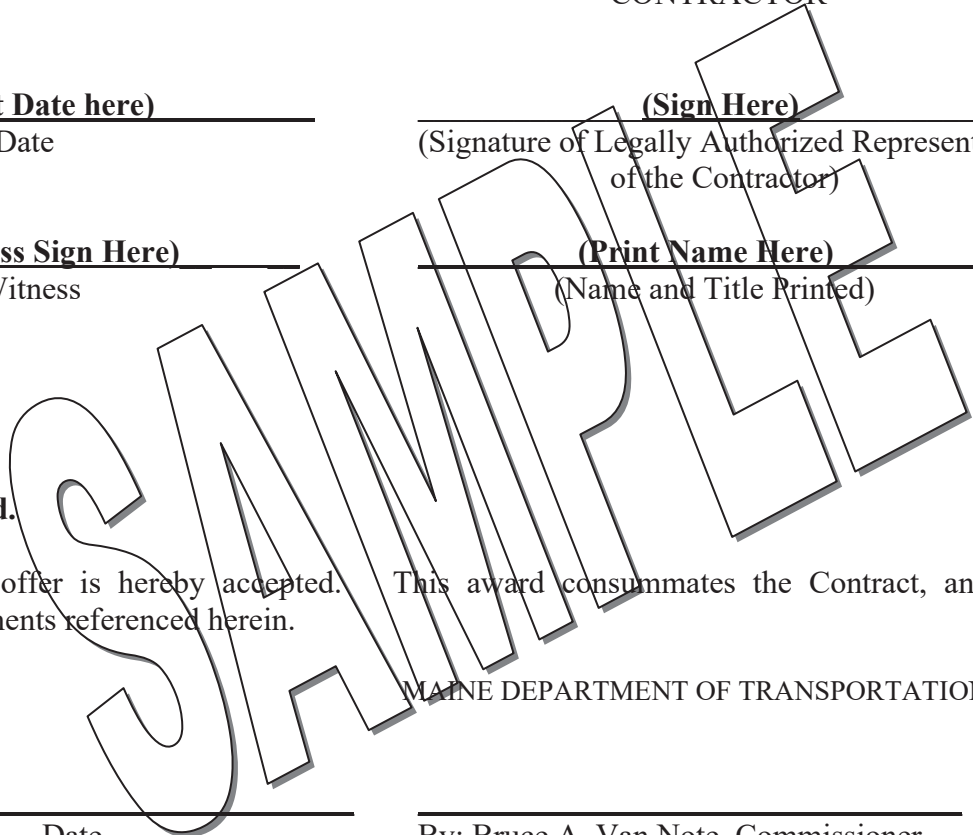 CONTRACTOR
t Date here) (Sign Here)
Date (Signature of Legally Authorized Represent
of the Contractor)
ss Sign Here) (Print Name Here)
Vitness (Name and Title Printed)
SAMPLE
d.
offer is hereby accepted. This award consummates the Contract, an
nents referenced herein.
MAINE DEPARTMENT OF TRANSPORTATION
Date By: Bruce A. Van Note, Commissioner